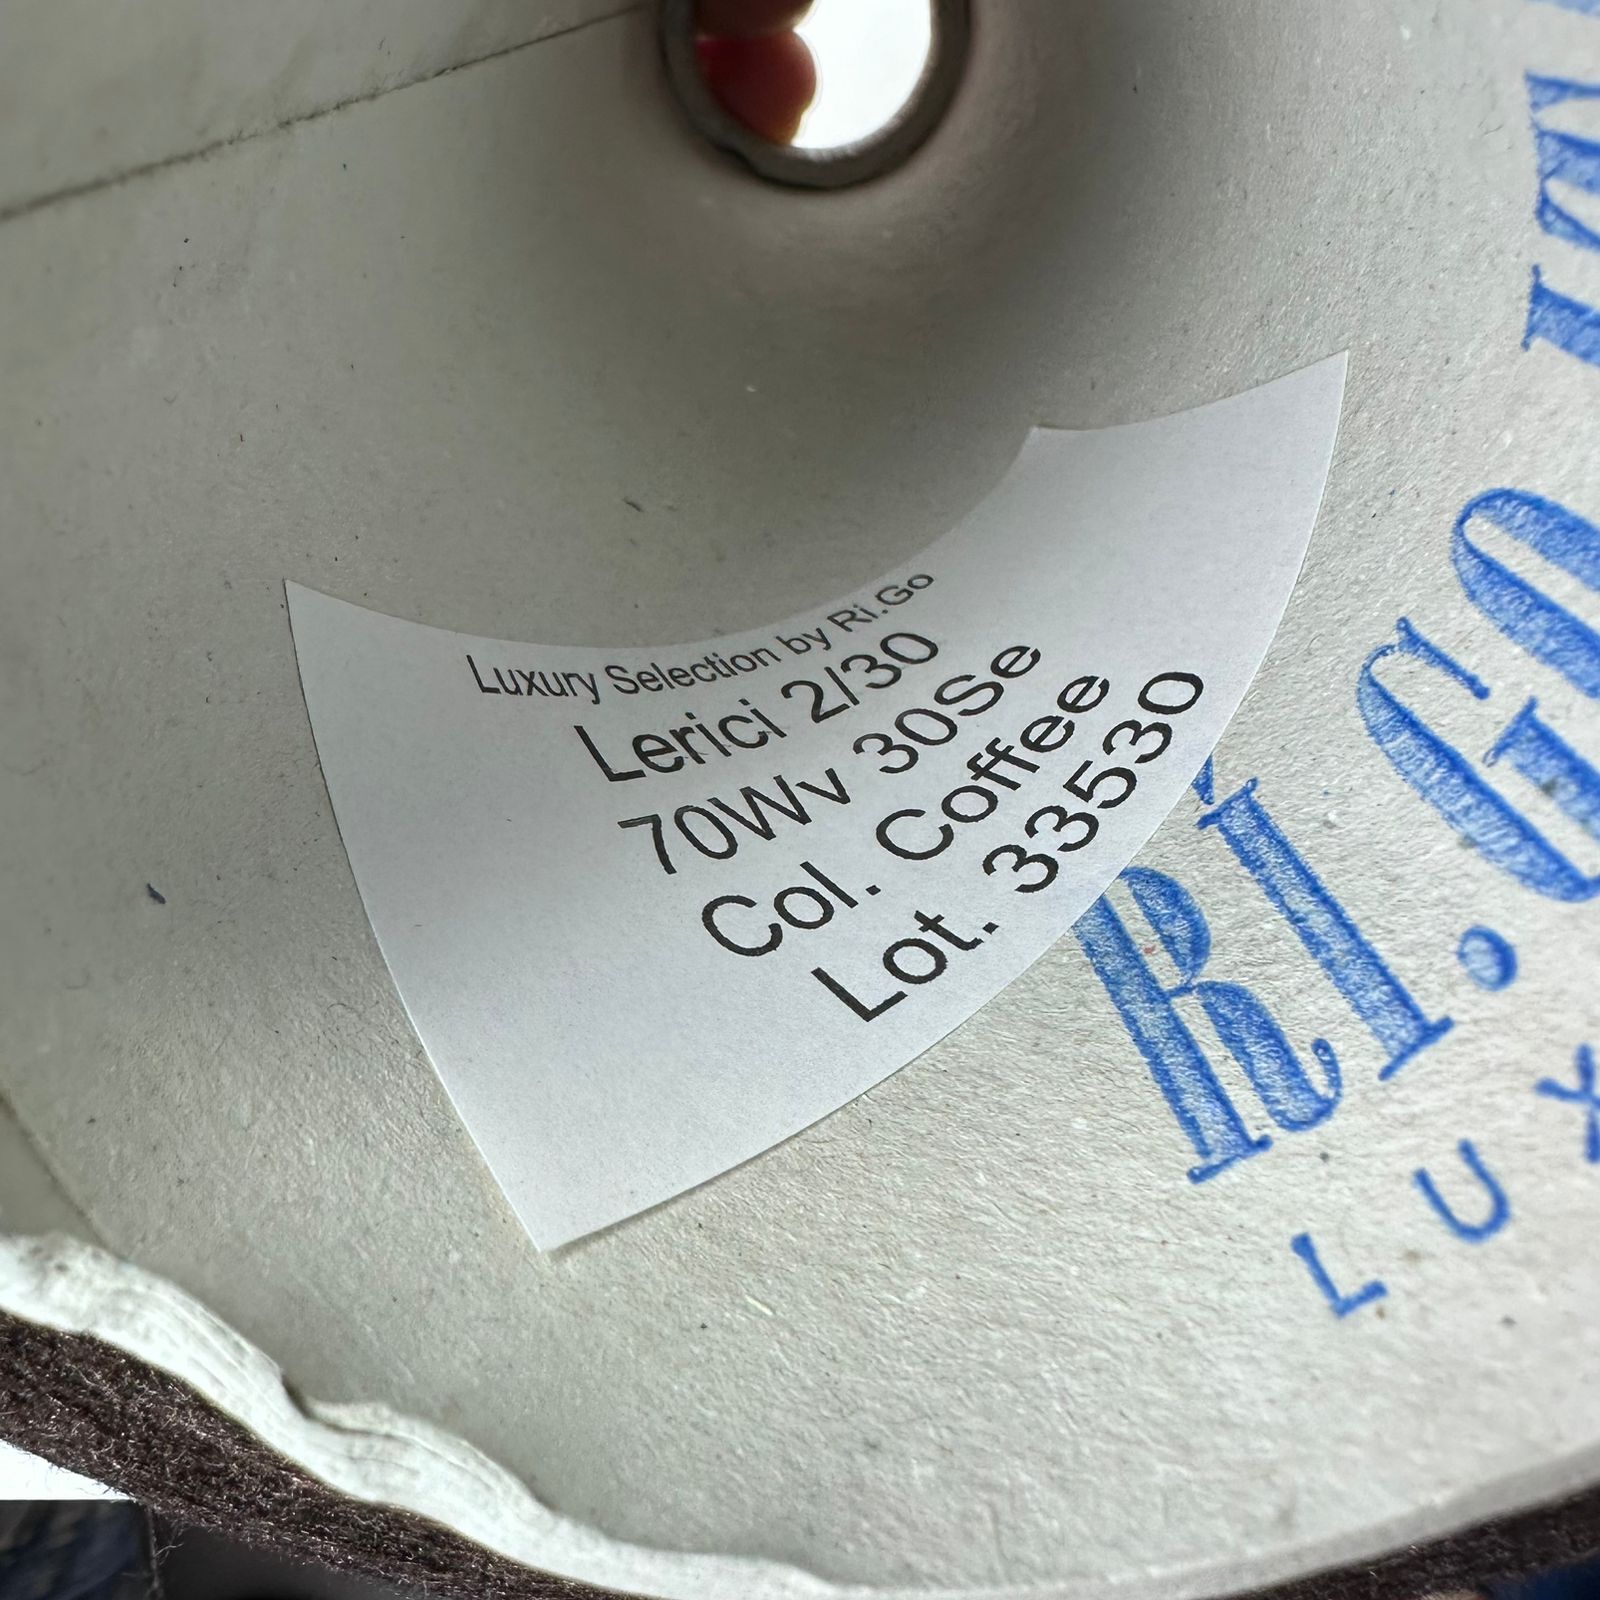 Luxury Selection by Ri.Go
Lerici 2/30
70Wv 30Se
Col. Coffee
Lot. 33530
RI.GO